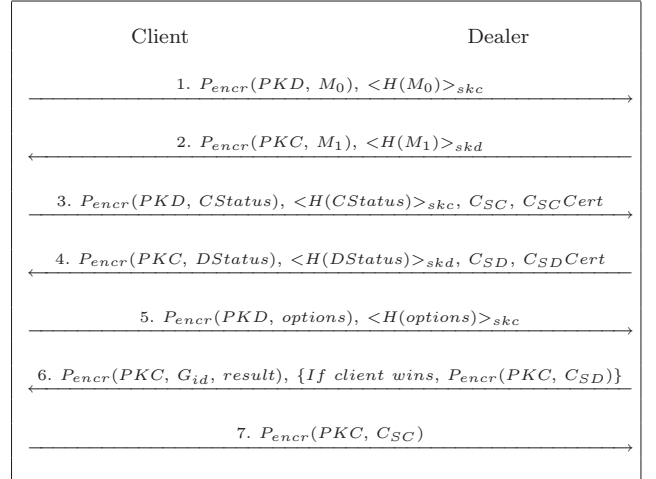 Client Dealer
1. P_encr(PKD, M_0), <H(M_0)>_skc
2. P_encr(PKC, M_1), <H(M_1)>_skd
3. P_encr(PKD, CStatus), <H(CStatus)>_skc, C_SC, C_SCCert
4. P_encr(PKC, DStatus), <H(DStatus)>_skd, C_SD, C_SDCert
5. P_encr(PKD, options), <H(options)>_skc
6. P_encr(PKC, G_id, result), {If client wins, P_encr(PKC, C_SD)}
7. P_encr(PKC, C_SC)